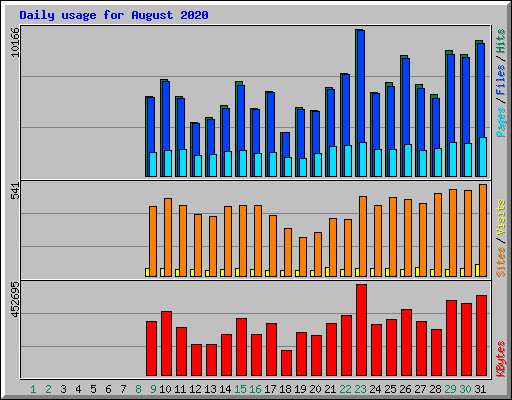 Daily usage for August 2020
10166
Pages / Files / Hits
541
Sites / Visits
452695
KBytes
1 2 3 4 5 6 7 8 9 10 11 12 13 14 15 16 17 18 19 20 21 22 23 24 25 26 27 28 29 30 31